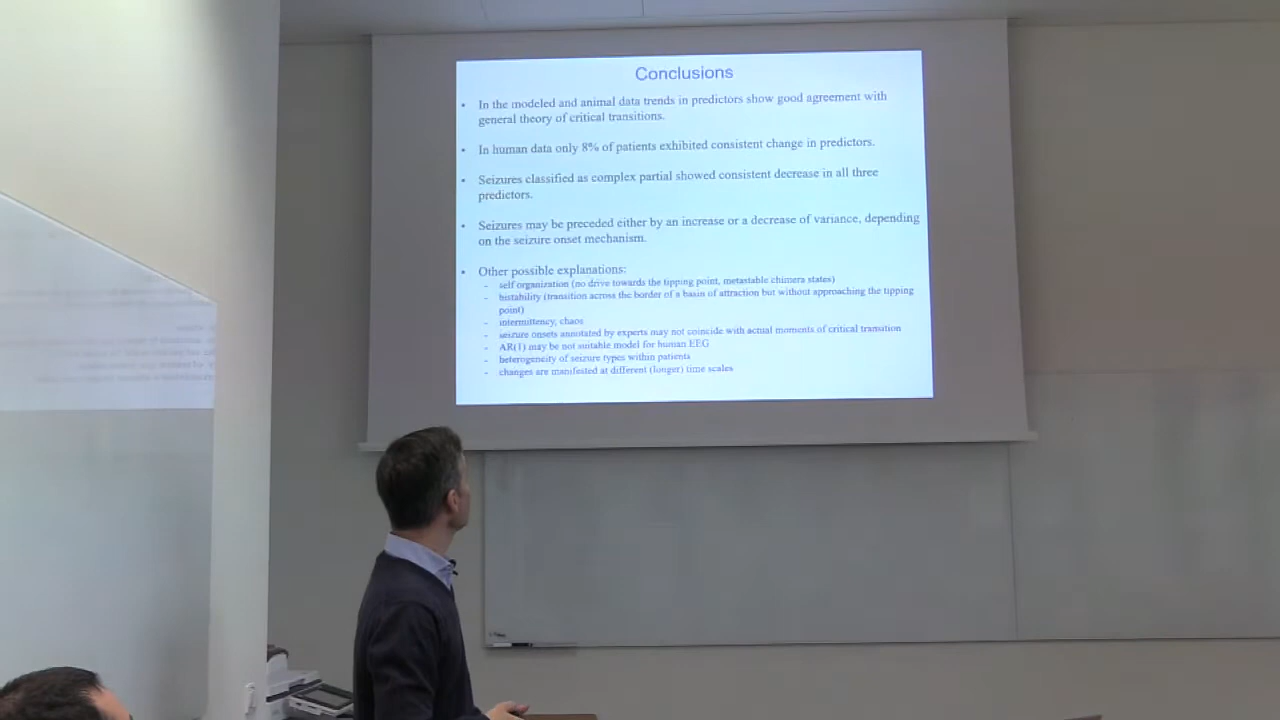 Conclusions
• In the modeled and animal data trends in predictors show good agreement with
general theory of critical transitions.
• In human data only 8% of patients exhibited consistent change in predictors.
• Seizures classified as complex partial showed consistent decrease in all three
predictors.
• Seizures may be preceded either by an increase or a decrease of variance, depending
on the seizure onset mechanism.
• Other possible explanations:
- self organization (no drive towards the tipping point, metastable chimera states)
- bistability (transition across the border of a basin of attraction but without approaching the tipping
point)
- intermittency, chaos
- seizure onsets annotated by experts may not coincide with actual moments of critical transition
- AR(1) may be not suitable model for human EEG
- heterogeneity of seizure types within patients
- changes are manifested at different (longer) time scales